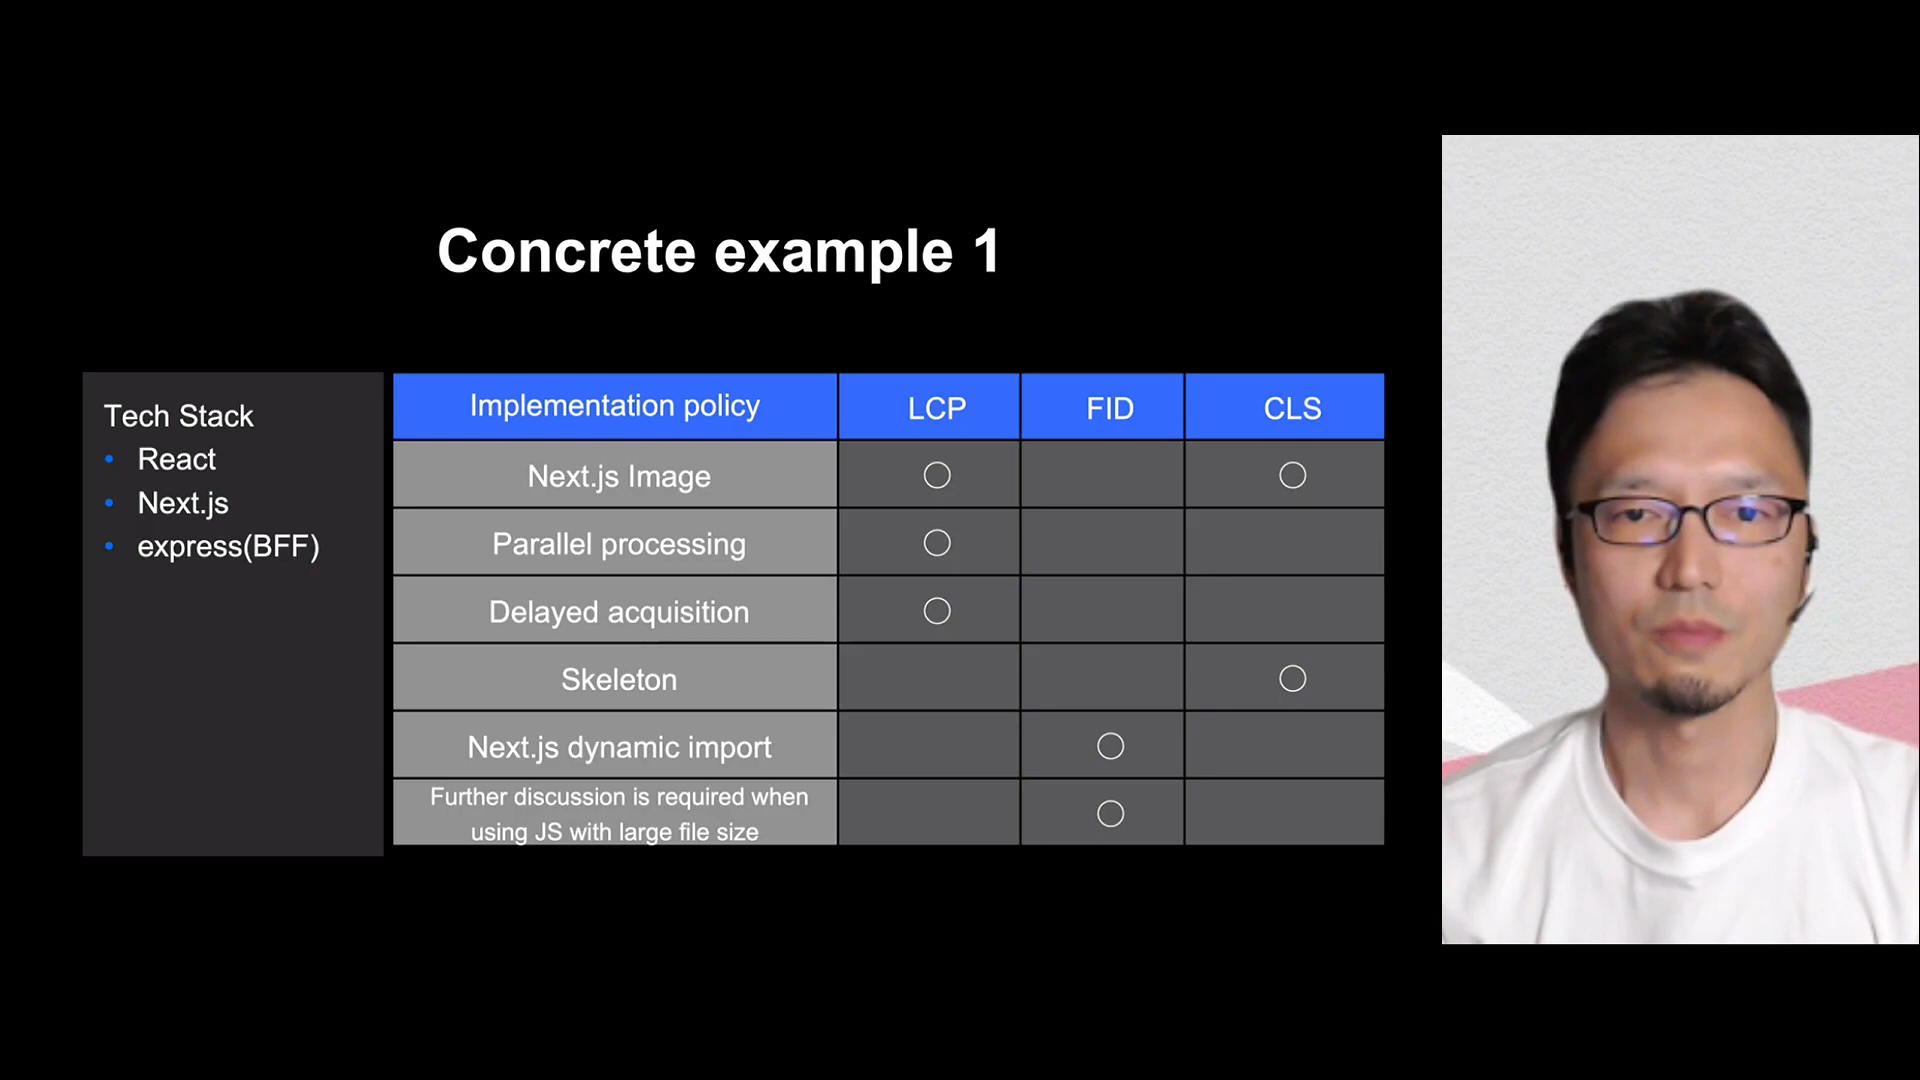 Concrete example 1
Tech Stack
• React
• Next.js
• express(BFF)
Implementation policy LCP FID CLS
Next.js Image ○ ○
Parallel processing ○
Delayed acquisition ○
Skeleton ○
Next.js dynamic import ○
Further discussion is required when
using JS with large file size ○